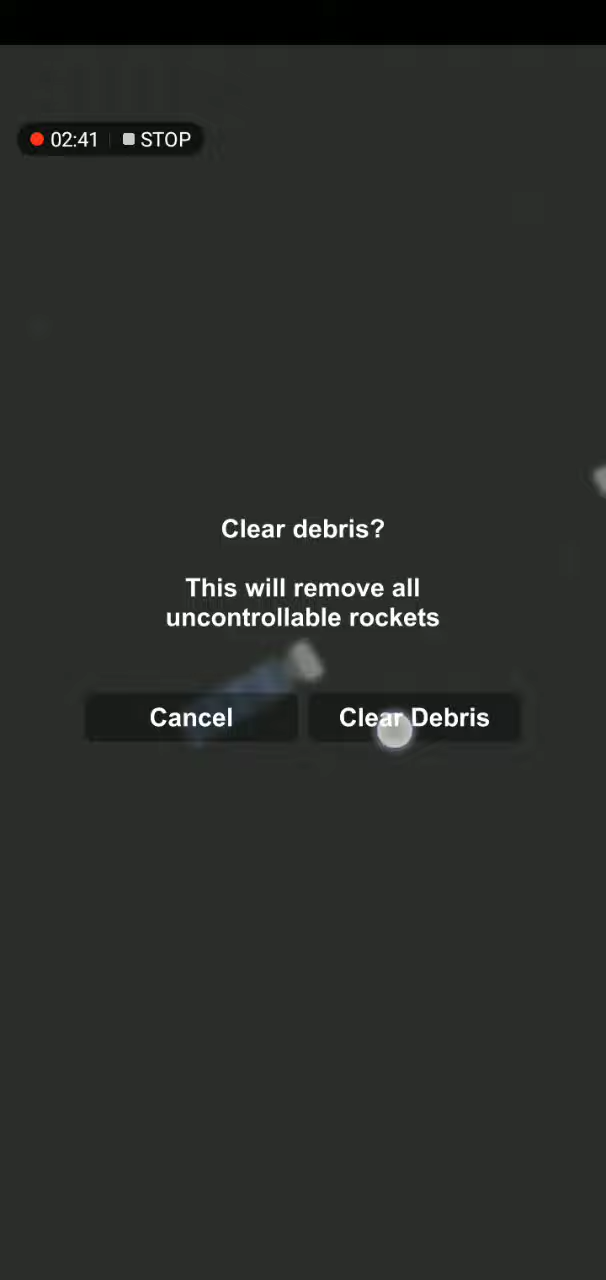 02:41 STOP
Clear debris?
This will remove all
uncontrollable rockets
Cancel Clear Debris